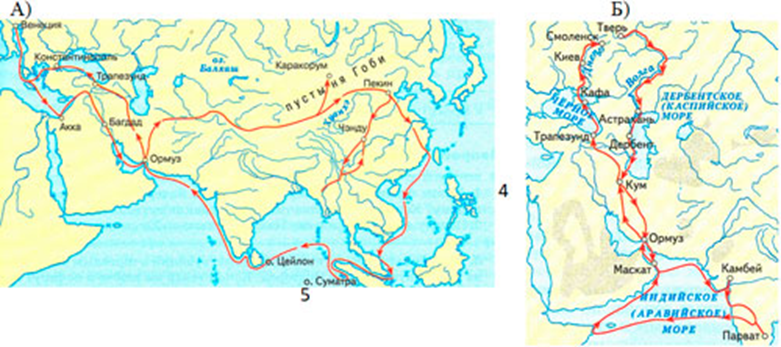 А)
Венеция
Константинополь
Трапезунд
Акка
Багдад
Ормуз
оз.
Балхаш
Каракорум
пустыня Гоби
Пекин
Хуанхэ
Чэнду
о. Цейлон
о. Суматра
5
4
Б)
Тверь
Смоленск
Киев
Днепр
Волга
Кафа
ЧЕРНОЕ
МОРЕ
ДЕРБЕНТСКОЕ
(КАСПИЙСКОЕ)
МОРЕ
Астрахань
Трапезунд
Дербент
Кум
Ормуз
Маскат
Камбей
ИНДИЙСКОЕ
(АРАВИЙСКОЕ)
МОРЕ
Парват